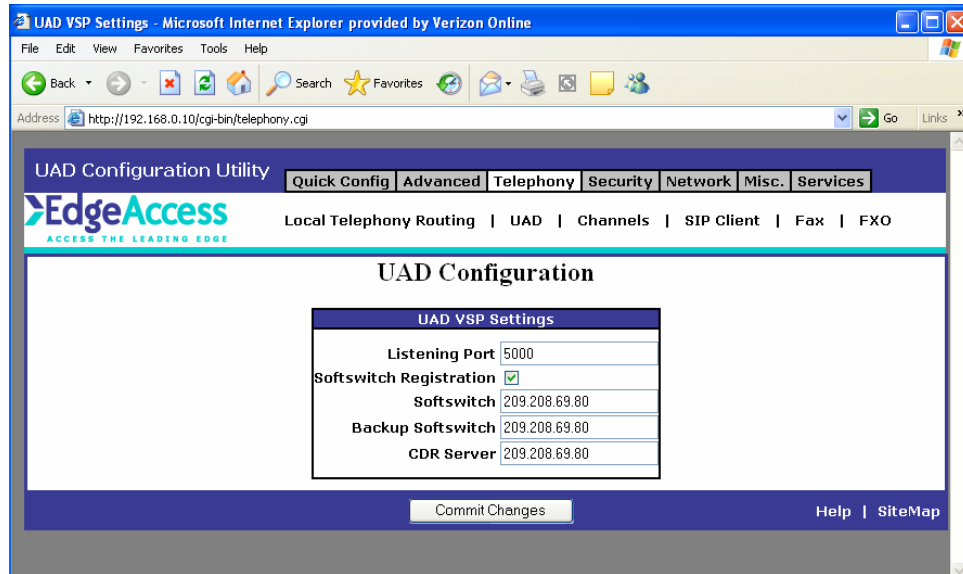 UAD VSP Settings - Microsoft Internet Explorer provided by Verizon Online
File Edit View Favorites Tools Help
Back Search Favorites
Address http://192.168.0.10/cgi-bin/telephony.cgi Go Links »
UAD Configuration Utility
Quick Config Advanced Telephony Security Network Misc. Services
EdgeAccess
ACCESS THE LEADING EDGE
Local Telephony Routing | UAD | Channels | SIP Client | Fax | FXO
UAD Configuration
UAD VSP Settings
Listening Port 5000
Softswitch Registration
Softswitch 209.208.69.80
Backup Softswitch 209.208.69.80
CDR Server 209.208.69.80
Commit Changes
Help | SiteMap